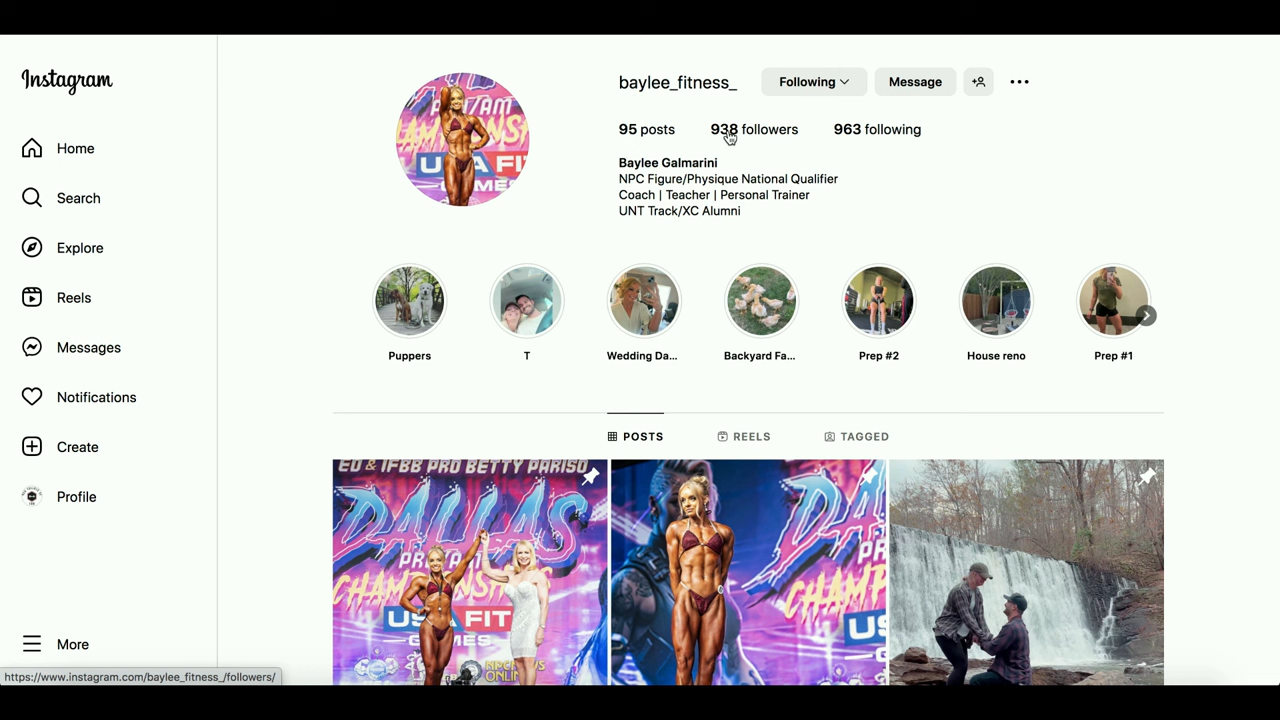 Instagram
Home
Search
Explore
Reels
Messages
Notifications
Create
Profile
More
baylee_fitness_
Following
Message
95 posts
938 followers
963 following
Baylee Galmarini
NPC Figure/Physique National Qualifier
Coach | Teacher | Personal Trainer
UNT Track/XC Alumni
Puppers
T
Wedding Da...
Backyard Fa...
Prep #2
House reno
Prep #1
POSTS
REELS
TAGGED
ED & IFBB PRO BETTY PARISO
DALLAS
USA FIT
https://www.instagram.com/baylee_fitness_/followers/